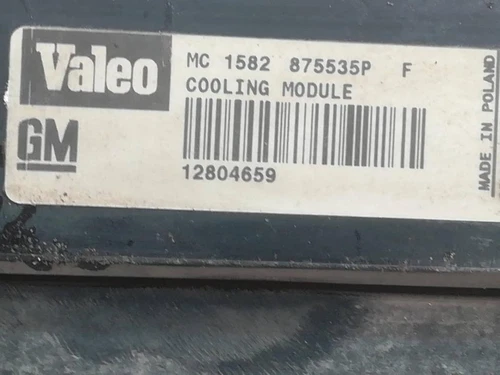 Valeo
MC 1582 875535P F
COOLING MODULE
GM
12804659
MADE IN POLAND